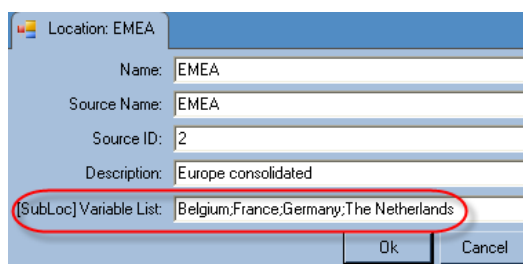 Location: EMEA
Name: EMEA
Source Name: EMEA
Source ID: 2
Description: Europe consolidated
[SubLoc] Variable List: Belgium;France;Germany;The Netherlands
Ok Cancel